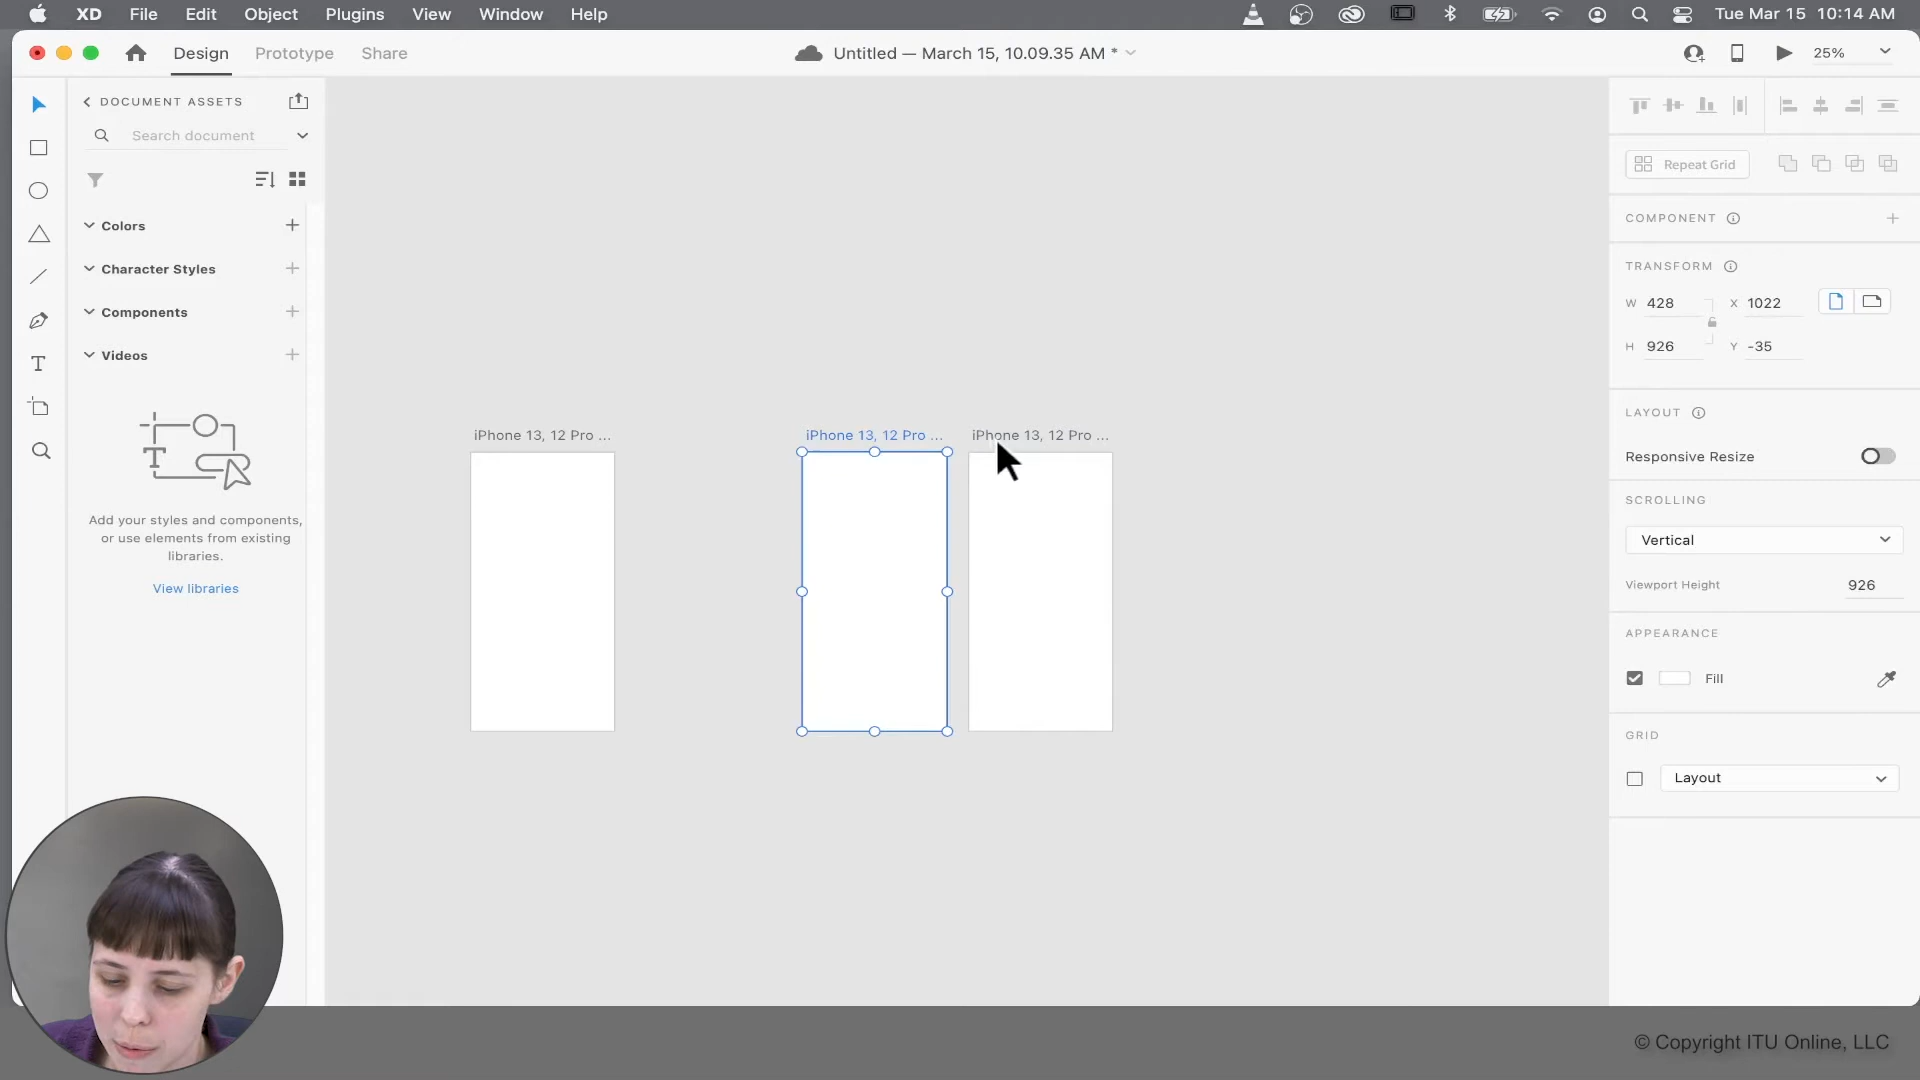 XD File Edit Object Plugins View Window Help
Tue Mar 15 10:14 AM
Design Prototype Share
Untitled — March 15, 10.09.35 AM *
25%
DOCUMENT ASSETS
Search document
Colors
Character Styles
Components
Videos
Add your styles and components,
or use elements from existing
libraries.
View libraries
iPhone 13, 12 Pro ...
iPhone 13, 12 Pro ...
iPhone 13, 12 Pro ...
Repeat Grid
COMPONENT
TRANSFORM
W 428 X 1022
H 926 Y -35
LAYOUT
Responsive Resize
SCROLLING
Vertical
Viewport Height 926
APPEARANCE
Fill
GRID
Layout
© Copyright ITU Online, LLC